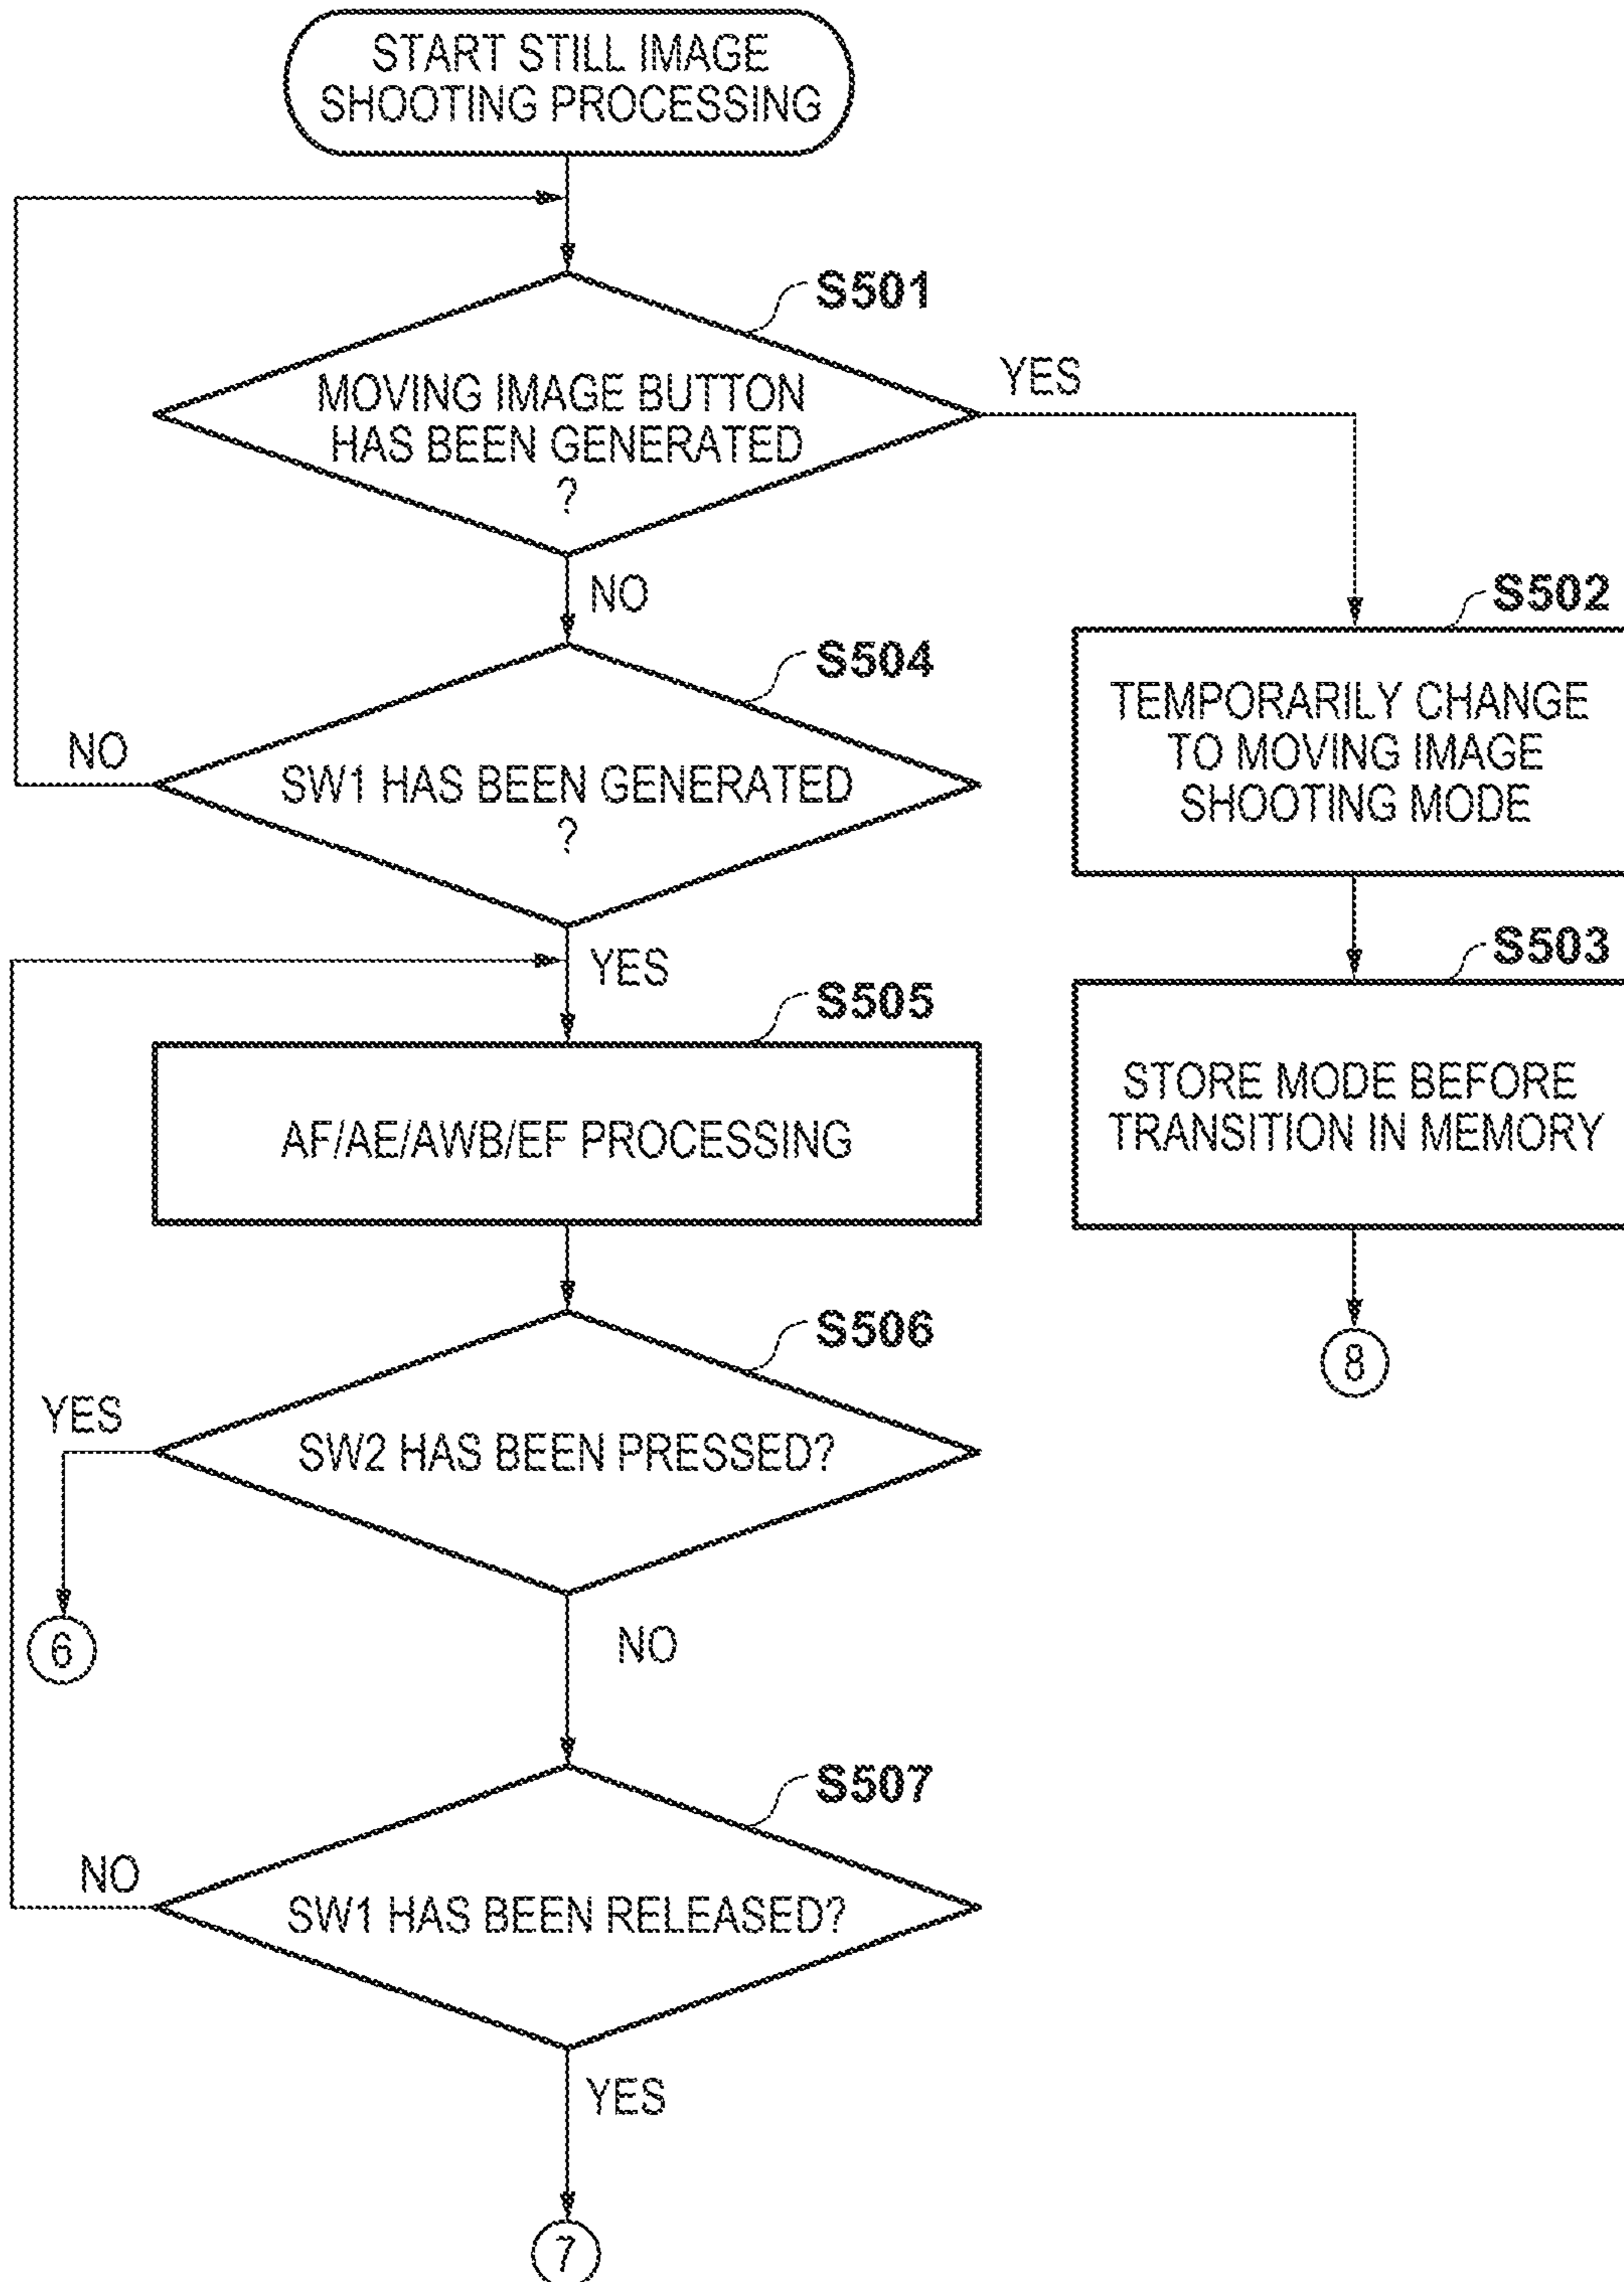 START STILL IMAGE
SHOOTING PROCESSING
S501
MOVING IMAGE BUTTON
HAS BEEN GENERATED
?
YES
NO
S502
TEMPORARILY CHANGE
TO MOVING IMAGE
SHOOTING MODE
S504
SW1 HAS BEEN GENERATED
?
NO
YES
S503
STORE MODE BEFORE
TRANSITION IN MEMORY
8
S505
AF/AE/AWB/EF PROCESSING
S506
SW2 HAS BEEN PRESSED?
YES
6
NO
S507
SW1 HAS BEEN RELEASED?
NO
YES
7